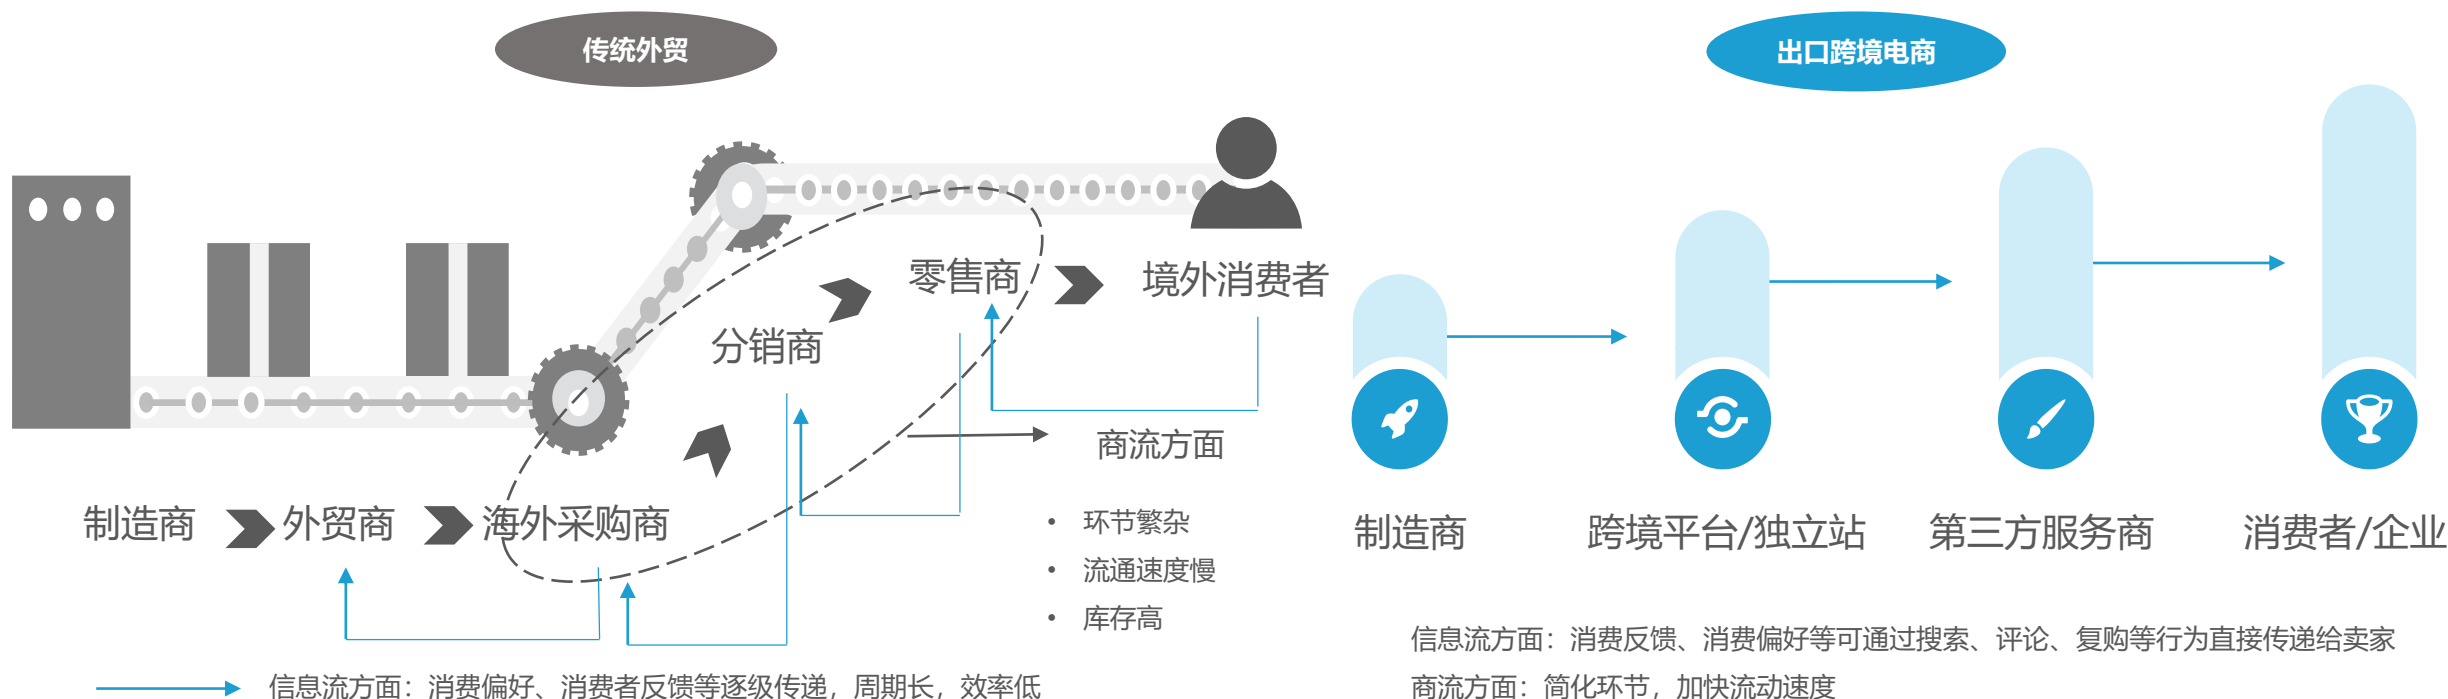 传统外贸
零售商
境外消费者
分销商
商流方面
制造商
外贸商
海外采购商
• 环节繁杂
• 流通速度慢
• 库存高
信息流方面：消费偏好、消费者反馈等逐级传递，周期长，效率低
出口跨境电商
制造商
跨境平台/独立站
第三方服务商
消费者/企业
信息流方面：消费反馈、消费偏好等可通过搜索、评论、复购等行为直接传递给卖家
商流方面：简化环节，加快流动速度